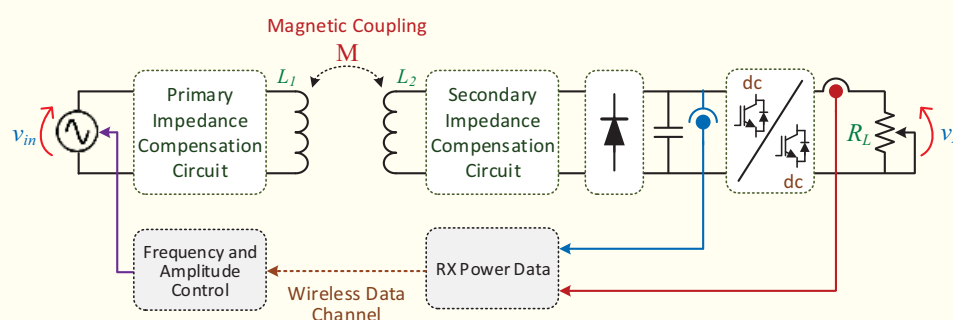 Magnetic Coupling
M
L1
L2
vin
Primary
Impedance
Compensation
Circuit
Secondary
Impedance
Compensation
Circuit
dc
dc
RL
Frequency and
Amplitude
Control
Wireless Data
Channel
RX Power Data